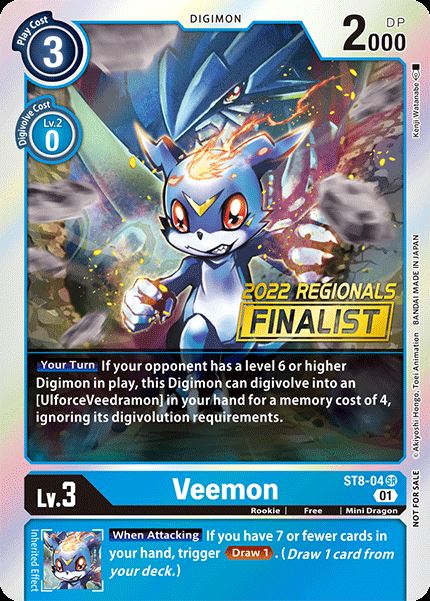 DIGIMON
Play Cost
3
2000 DP
Digivolve Cost
Lv.2
0
Kenji Watanabe
2022 REGIONALS
FINALIST
Your Turn If your opponent has a level 6 or higher
Digimon in play, this Digimon can digivolve into an
[UlforceVeedramon] in your hand for a memory cost of 4,
ignoring its digivolution requirements.
©Akiyoshi Hongo, Toei Animation BANDAI MADE IN JAPAN
NOT FOR SALE
ST8-04 SR
01
Lv.3
Veemon
Rookie | Free | Mini Dragon
Inherited Effect
When Attacking If you have 7 or fewer cards in
your hand, trigger Draw 1 . (Draw 1 card from
your deck.)